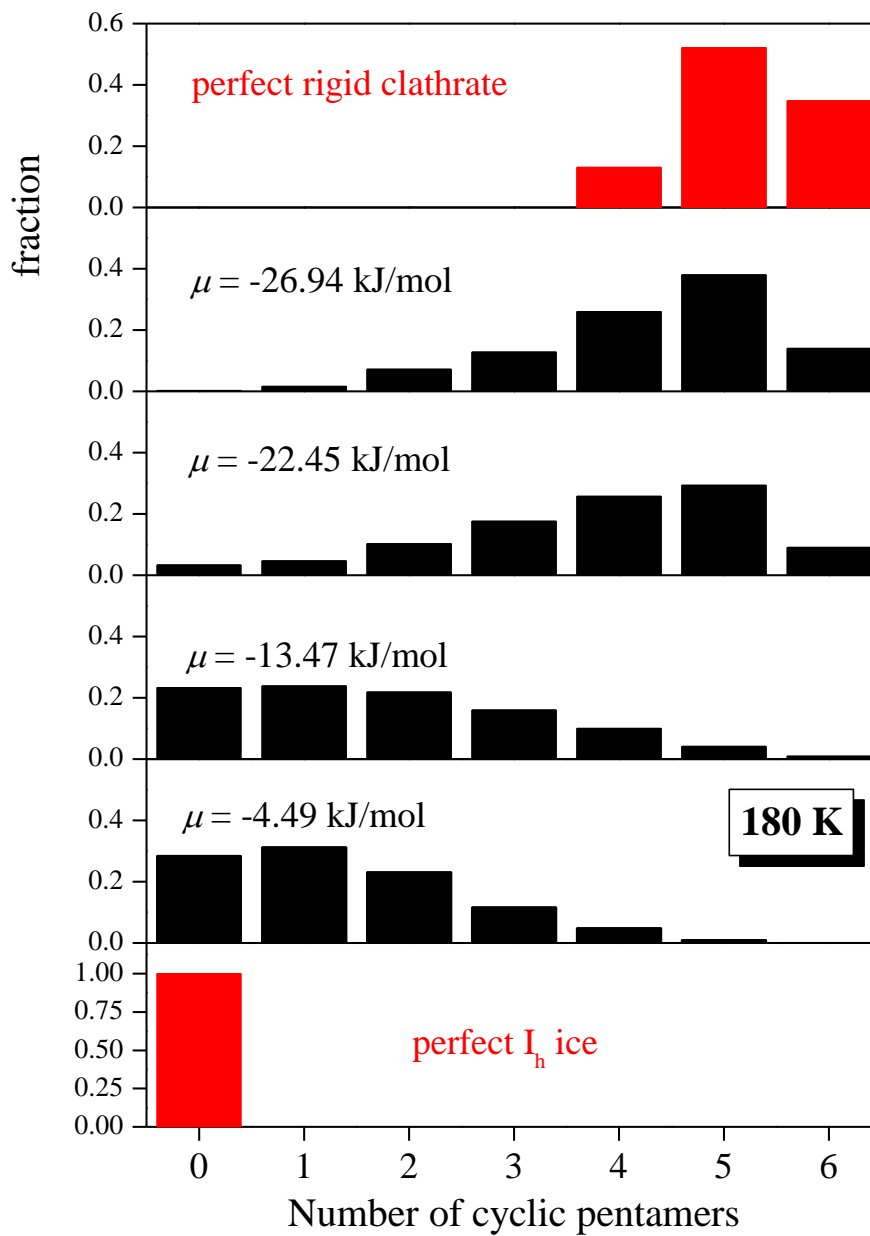 fraction
0.6
0.4
0.2
0.0
perfect rigid clathrate
0.4
0.2
0.0
μ = -26.94 kJ/mol
0.4
0.2
0.0
μ = -22.45 kJ/mol
0.4
0.2
0.0
μ = -13.47 kJ/mol
0.4
0.2
0.0
μ = -4.49 kJ/mol
180 K
1.00
0.75
0.50
0.25
0.00
perfect Ih ice
0 1 2 3 4 5 6
Number of cyclic pentamers